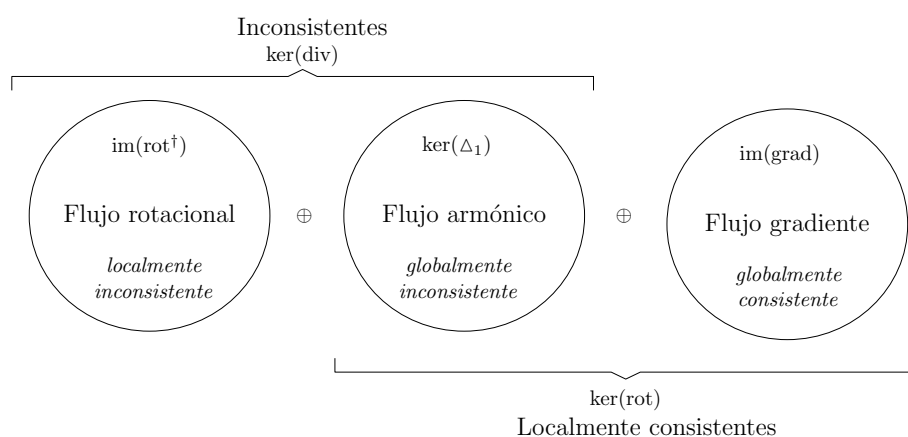 Inconsistentes
ker(div)
im(rot†)
Flujo rotacional
localmente
inconsistente
⊕
ker(△₁)
Flujo armónico
globalmente
inconsistente
⊕
im(grad)
Flujo gradiente
globalmente
consistente
ker(rot)
Localmente consistentes